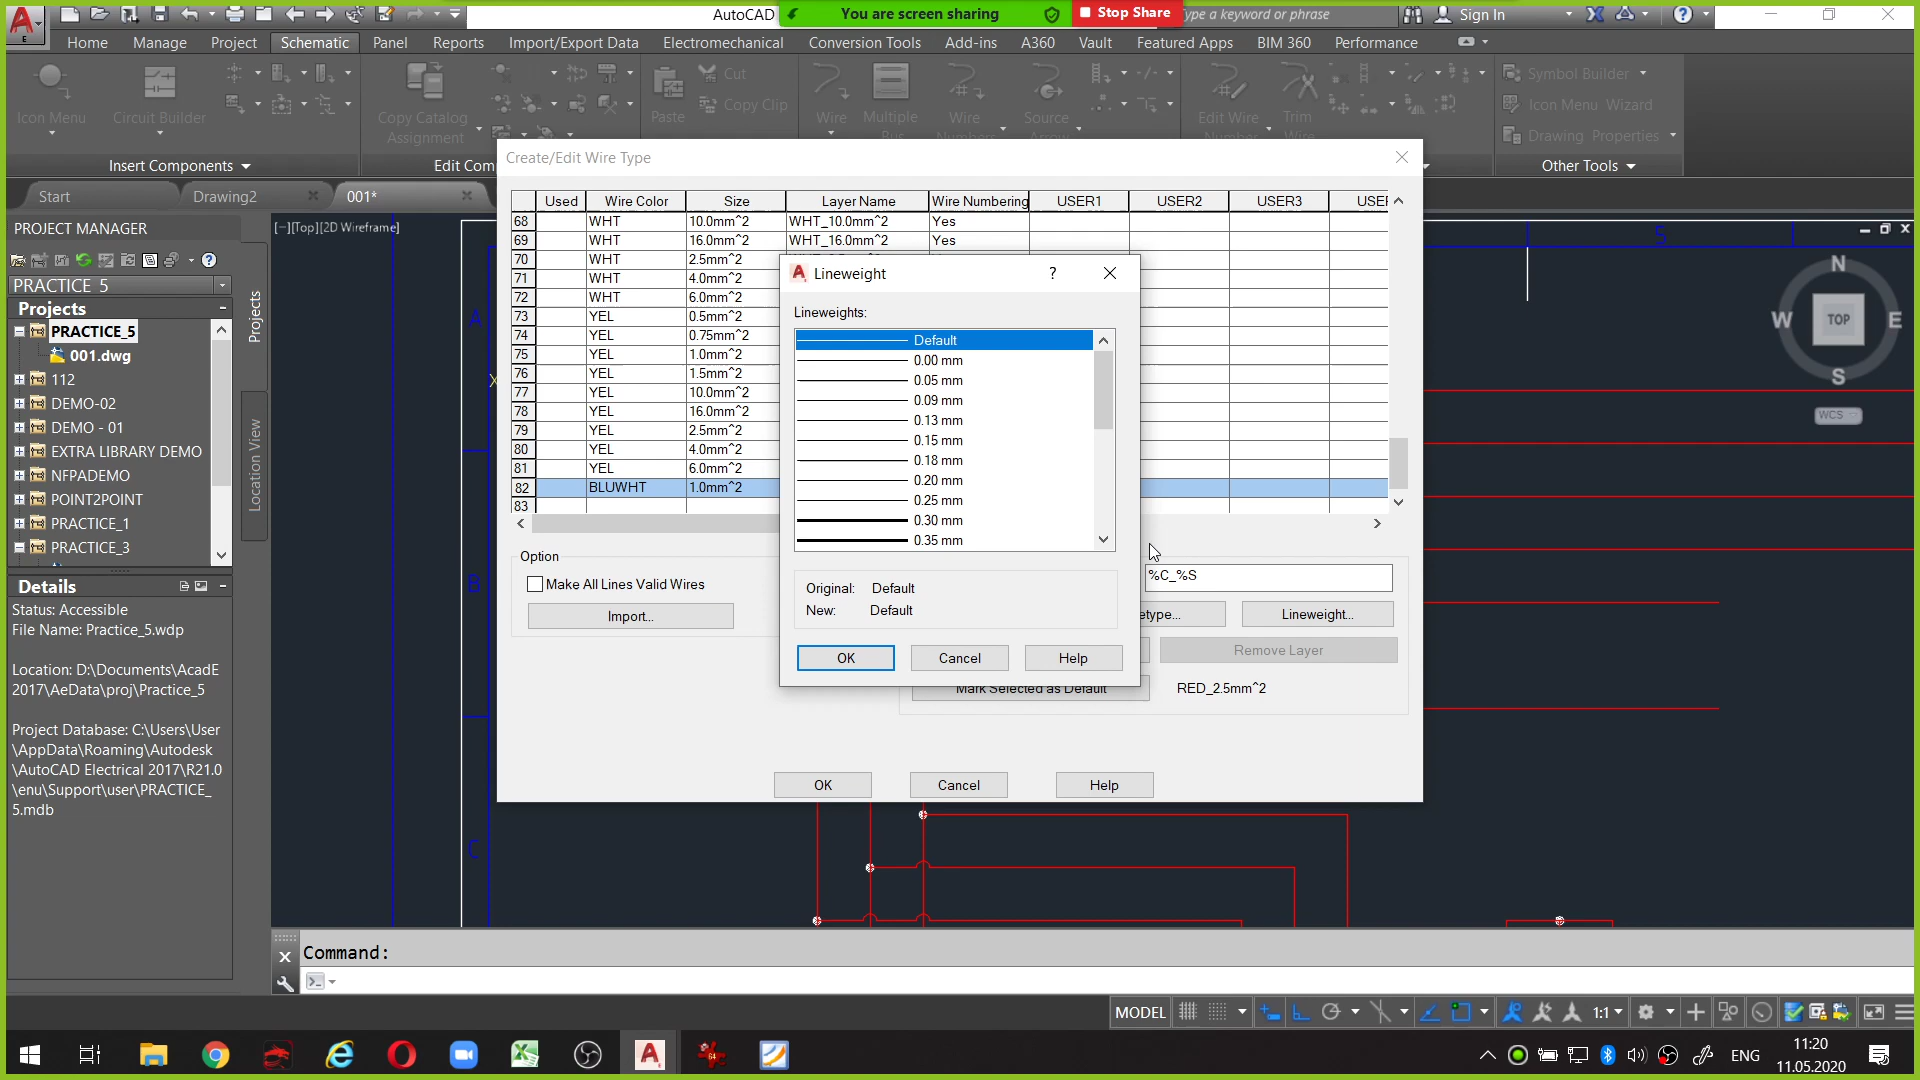 AutoCAD
You are screen sharing
Stop Share
Type a keyword or phrase
Sign In
Home
Manage
Project
Schematic
Panel
Reports
Import/Export Data
Electromechanical
Conversion Tools
Add-ins
A360
Vault
Featured Apps
BIM 360
Performance
Icon Menu
Circuit Builder
Copy Catalog
Assignment
Paste
Cut
Copy Clip
Wire
Multiple
Bus
Wire
Numbers
Source
Arrow
Edit Wire
Number
Trim
Wire
Symbol Builder
Icon Menu Wizard
Drawing Properties
Insert Components
Edit Com
Other Tools
Start
Drawing2
001*
Create/Edit Wire Type
PROJECT MANAGER
[−][Top][2D Wireframe]
PRACTICE_5
Projects
PRACTICE_5
001.dwg
112
DEMO-02
DEMO - 01
EXTRA LIBRARY DEMO
NFPADEMO
POINT2POINT
PRACTICE_1
PRACTICE_3
Projects
Location View
Details
Status: Accessible
File Name: Practice_5.wdp
Location: D:\Documents\AcadE
2017\AeData\proj\Practice_5
Project Database: C:\Users\User
\AppData\Roaming\Autodesk
\AutoCAD Electrical 2017\R21.0
\enu\Support\user\PRACTICE_
5.mdb
Used Wire Color Size Layer Name Wire Numbering USER1 USER2 USER3 USE
68 WHT 10.0mm^2 WHT_10.0mm^2 Yes
69 WHT 16.0mm^2 WHT_16.0mm^2 Yes
70 WHT 2.5mm^2
71 WHT 4.0mm^2
72 WHT 6.0mm^2
73 YEL 0.5mm^2
74 YEL 0.75mm^2
75 YEL 1.0mm^2
76 YEL 1.5mm^2
77 YEL 10.0mm^2
78 YEL 16.0mm^2
79 YEL 2.5mm^2
80 YEL 4.0mm^2
81 YEL 6.0mm^2
82 BLUWHT 1.0mm^2
83
Option
Make All Lines Valid Wires
Import...
%C_%S
etype...
Lineweight...
Remove Layer
Mark Selected as Default
RED_2.5mm^2
OK
Cancel
Help
Lineweight
?
Lineweights:
Default
0.00 mm
0.05 mm
0.09 mm
0.13 mm
0.15 mm
0.18 mm
0.20 mm
0.25 mm
0.30 mm
0.35 mm
Original: Default
New: Default
OK
Cancel
Help
A
B
C
X
5
N
W
TOP
E
S
WCS
Command:
MODEL
1:1
ENG
11:20
11.05.2020